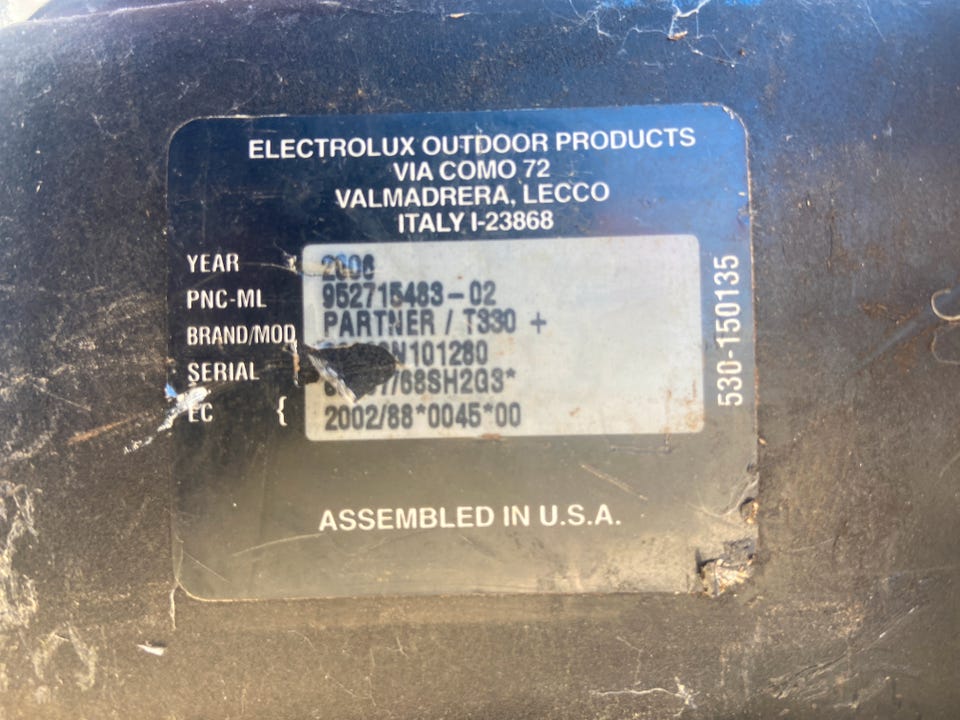 ELECTROLUX OUTDOOR PRODUCTS
VIA COMO 72
VALMADRERA, LECCO
ITALY I-23868
YEAR 2006
PNC-ML 952715483-02
BRAND/MOD PARTNER / T330 +
SERIAL
EC { 2002/88*0045*00
530-150135
ASSEMBLED IN U.S.A.